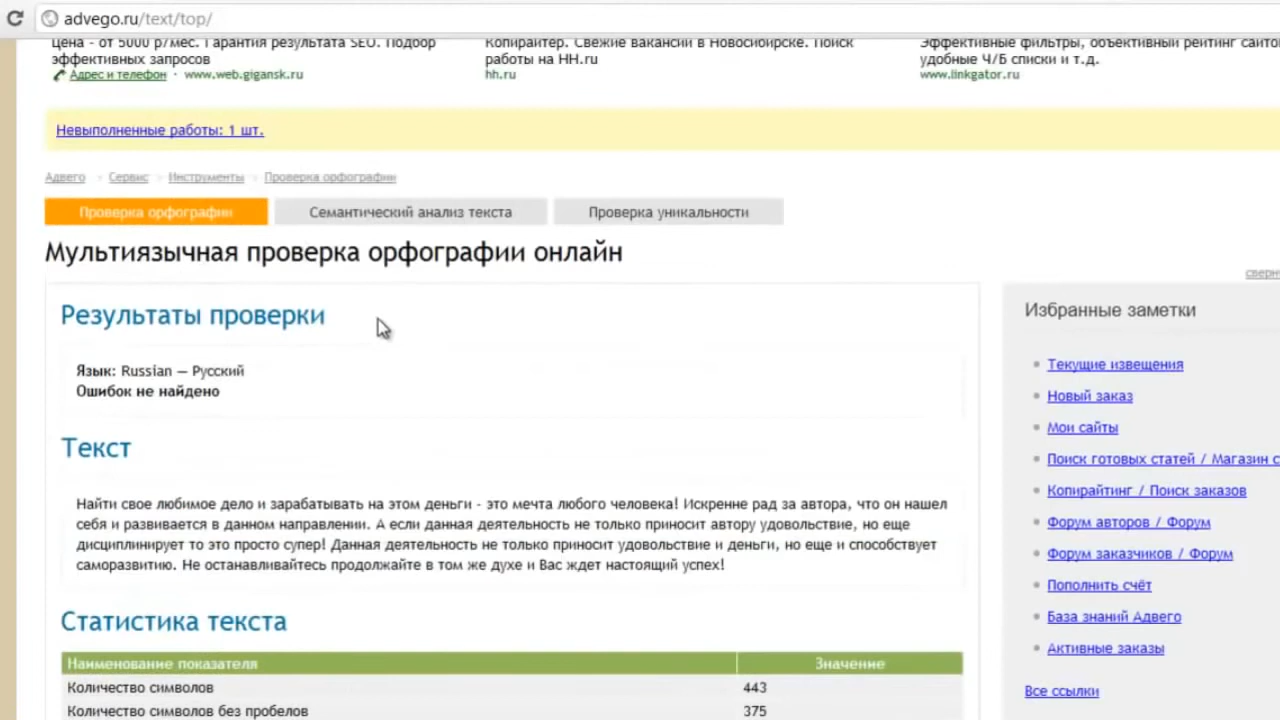 advego.ru/text/top/
цена - от 5000 р/мес. Гарантия результата SEO. Подбор
эффективных запросов
Адрес и телефон · www.web.gigansk.ru
Копирайтер. Свежие вакансии в Новосибирске. Поиск
работы на HH.ru
hh.ru
Эффективные фильтры, объективный рейтинг сайто
удобные Ч/Б списки и т.д.
www.linkgator.ru
Невыполненные работы: 1 шт.
Адвего Сервис Инструменты Проверка орфографии
Проверка орфографии Семантический анализ текста Проверка уникальности
Мультиязычная проверка орфографии онлайн
сверн
Результаты проверки
Язык: Russian — Русский
Ошибок не найдено
Текст
Найти свое любимое дело и зарабатывать на этом деньги - это мечта любого человека! Искренне рад за автора, что он нашел
себя и развивается в данном направлении. А если данная деятельность не только приносит автору удовольствие, но еще
дисциплинирует то это просто супер! Данная деятельность не только приносит удовольствие и деньги, но еще и способствует
саморазвитию. Не останавливайтесь продолжайте в том же духе и Вас ждет настоящий успех!
Статистика текста
Наименование показателя Значение
Количество символов 443
Количество символов без пробелов 375
Избранные заметки
Текущие извещения
Новый заказ
Мои сайты
Поиск готовых статей / Магазин с
Копирайтинг / Поиск заказов
Форум авторов / Форум
Форум заказчиков / Форум
Пополнить счёт
База знаний Адвего
Активные заказы
Все ссылки